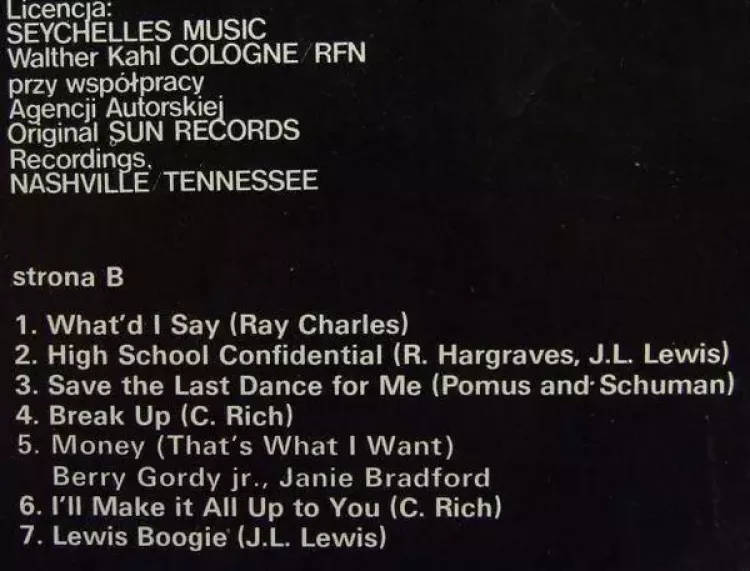 Licencja:
SEYCHELLES MUSIC
Walther Kahl COLOGNE/RFN
przy współpracy
Agencji Autorskiej
Original SUN RECORDS
Recordings,
NASHVILLE/TENNESSEE
strona B
1. What'd I Say (Ray Charles)
2. High School Confidential (R. Hargraves, J.L. Lewis)
3. Save the Last Dance for Me (Pomus and Schuman)
4. Break Up (C. Rich)
5. Money (That's What I Want)
Berry Gordy jr., Janie Bradford
6. I'll Make it All Up to You (C. Rich)
7. Lewis Boogie (J.L. Lewis)